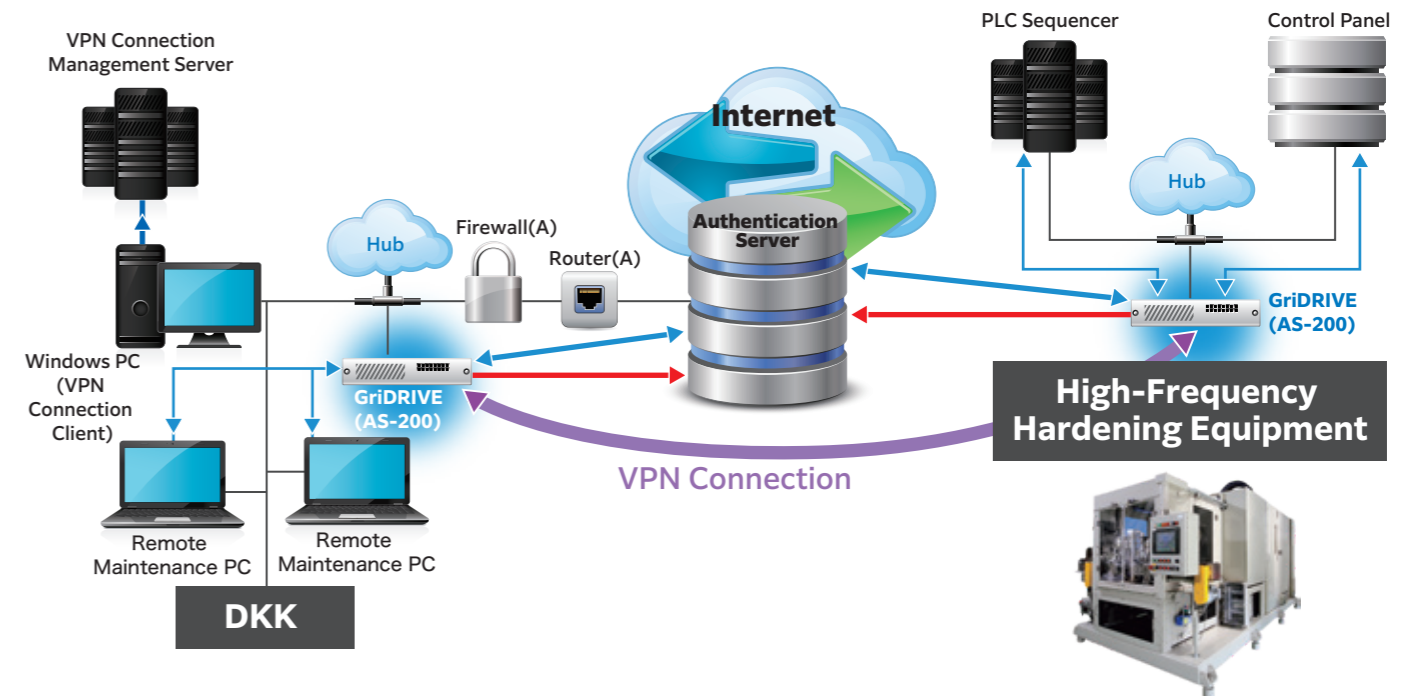 VPN Connection
Management Server
PLC Sequencer
Control Panel
Internet
Hub
Hub
Firewall(A)
Router(A)
Authentication
Server
GriDRIVE
(AS-200)
Windows PC
(VPN
Connection
Client)
GriDRIVE
(AS-200)
High-Frequency
Hardening Equipment
VPN Connection
Remote
Maintenance PC
Remote
Maintenance PC
DKK